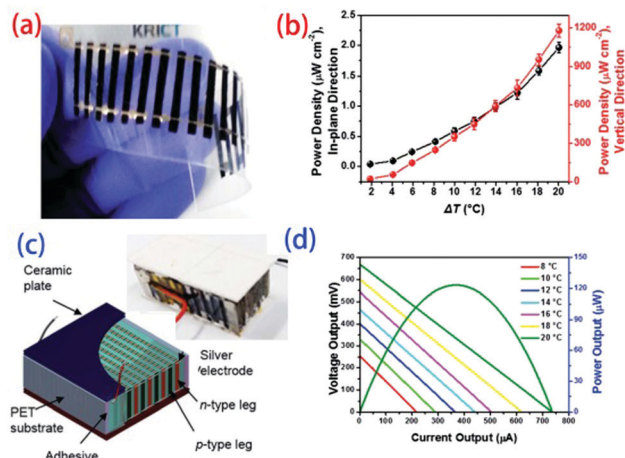 (a)
KRICT
(b)
Power Density (μW cm⁻²),
In-plane Direction
2.5
2.0
1.5
1.0
0.5
0.0
2 4 6 8 10 12 14 16 18 20
ΔT (°C)
1200
900
600
300
0
Power Density (μW cm⁻²),
Vertical Direction
(c)
Ceramic
plate
Silver
electrode
PET
substrate
n-type leg
p-type leg
Adhesive
(d)
Voltage Output (mV)
700
600
500
400
300
200
100
0
0 100 200 300 400 500 600 700 800
Current Output (μA)
8 °C
10 °C
12 °C
14 °C
16 °C
18 °C
20 °C
150
120
90
60
30
0
Power Output (μW)